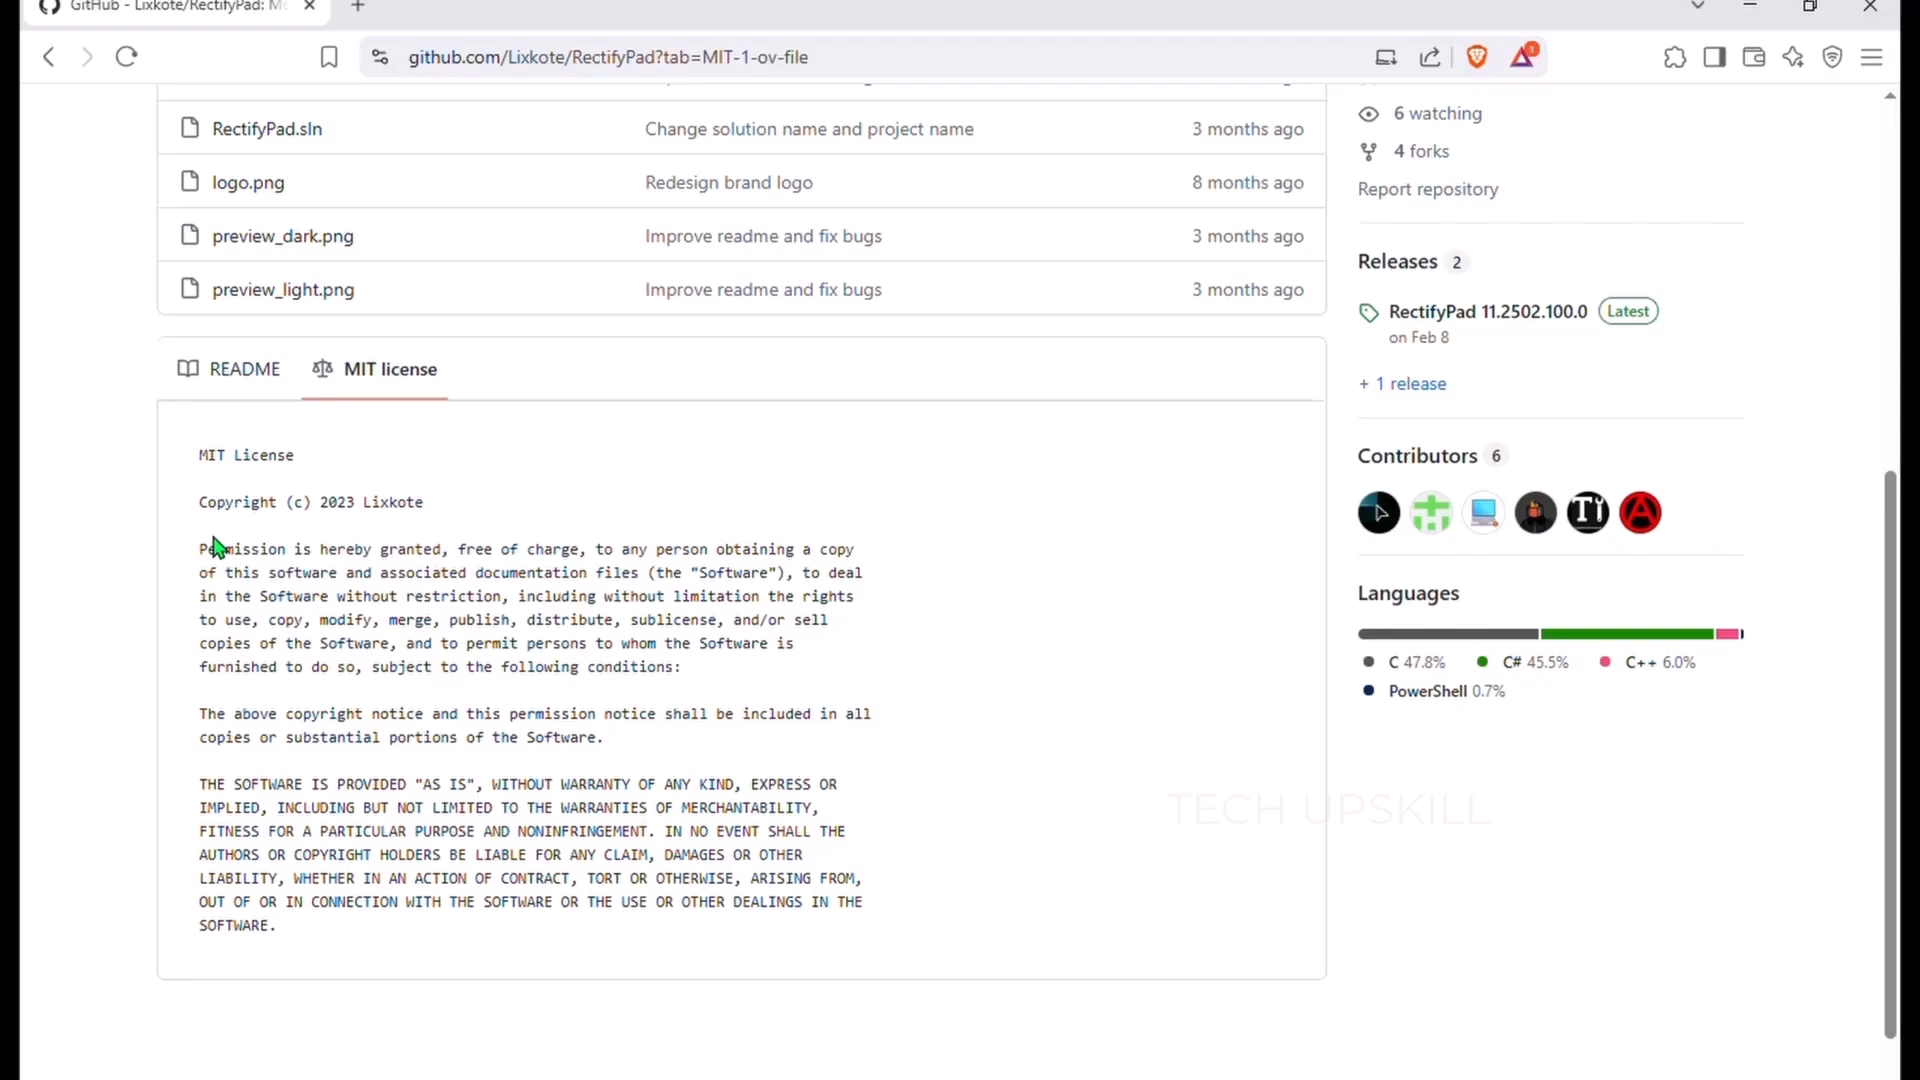 GitHub - Lixkote/RectifyPad:
github.com/Lixkote/RectifyPad?tab=MIT-1-ov-file
1
RectifyPad.sln Change solution name and project name 3 months ago
logo.png Redesign brand logo 8 months ago
preview_dark.png Improve readme and fix bugs 3 months ago
preview_light.png Improve readme and fix bugs 3 months ago
README MIT license
MIT License
Copyright (c) 2023 Lixkote
Permission is hereby granted, free of charge, to any person obtaining a copy
of this software and associated documentation files (the "Software"), to deal
in the Software without restriction, including without limitation the rights
to use, copy, modify, merge, publish, distribute, sublicense, and/or sell
copies of the Software, and to permit persons to whom the Software is
furnished to do so, subject to the following conditions:
The above copyright notice and this permission notice shall be included in all
copies or substantial portions of the Software.
THE SOFTWARE IS PROVIDED "AS IS", WITHOUT WARRANTY OF ANY KIND, EXPRESS OR
IMPLIED, INCLUDING BUT NOT LIMITED TO THE WARRANTIES OF MERCHANTABILITY,
FITNESS FOR A PARTICULAR PURPOSE AND NONINFRINGEMENT. IN NO EVENT SHALL THE
AUTHORS OR COPYRIGHT HOLDERS BE LIABLE FOR ANY CLAIM, DAMAGES OR OTHER
LIABILITY, WHETHER IN AN ACTION OF CONTRACT, TORT OR OTHERWISE, ARISING FROM,
OUT OF OR IN CONNECTION WITH THE SOFTWARE OR THE USE OR OTHER DEALINGS IN THE
SOFTWARE.
6 watching
4 forks
Report repository
Releases 2
RectifyPad 11.2502.100.0 Latest
on Feb 8
+ 1 release
Contributors 6
Languages
C 47.8% C# 45.5% C++ 6.0%
PowerShell 0.7%
TECH UPSKILL